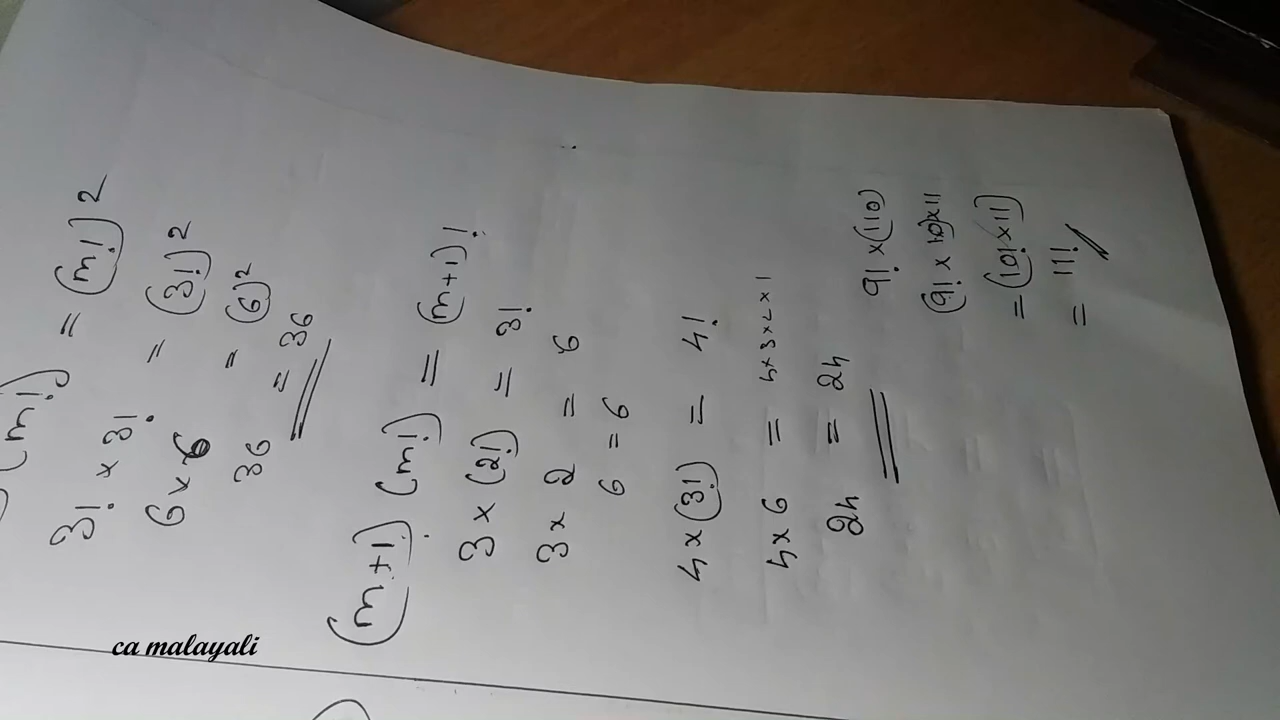 (m!) = (m!)2
3! × 3! = (3!)2
6 × 6 = (6)2
36 = 36
(m+1) (m!) = (m+1)!
3 × (2!) = 3!
3 × 2 = 6
6 = 6
4 × (3!) = 4!
4 × 6 = 4 × 3 × 2 × 1
24 = 24
9! × (110)
(9! × 10) × 11
= (10! × 11)
= 11!
ca malayali